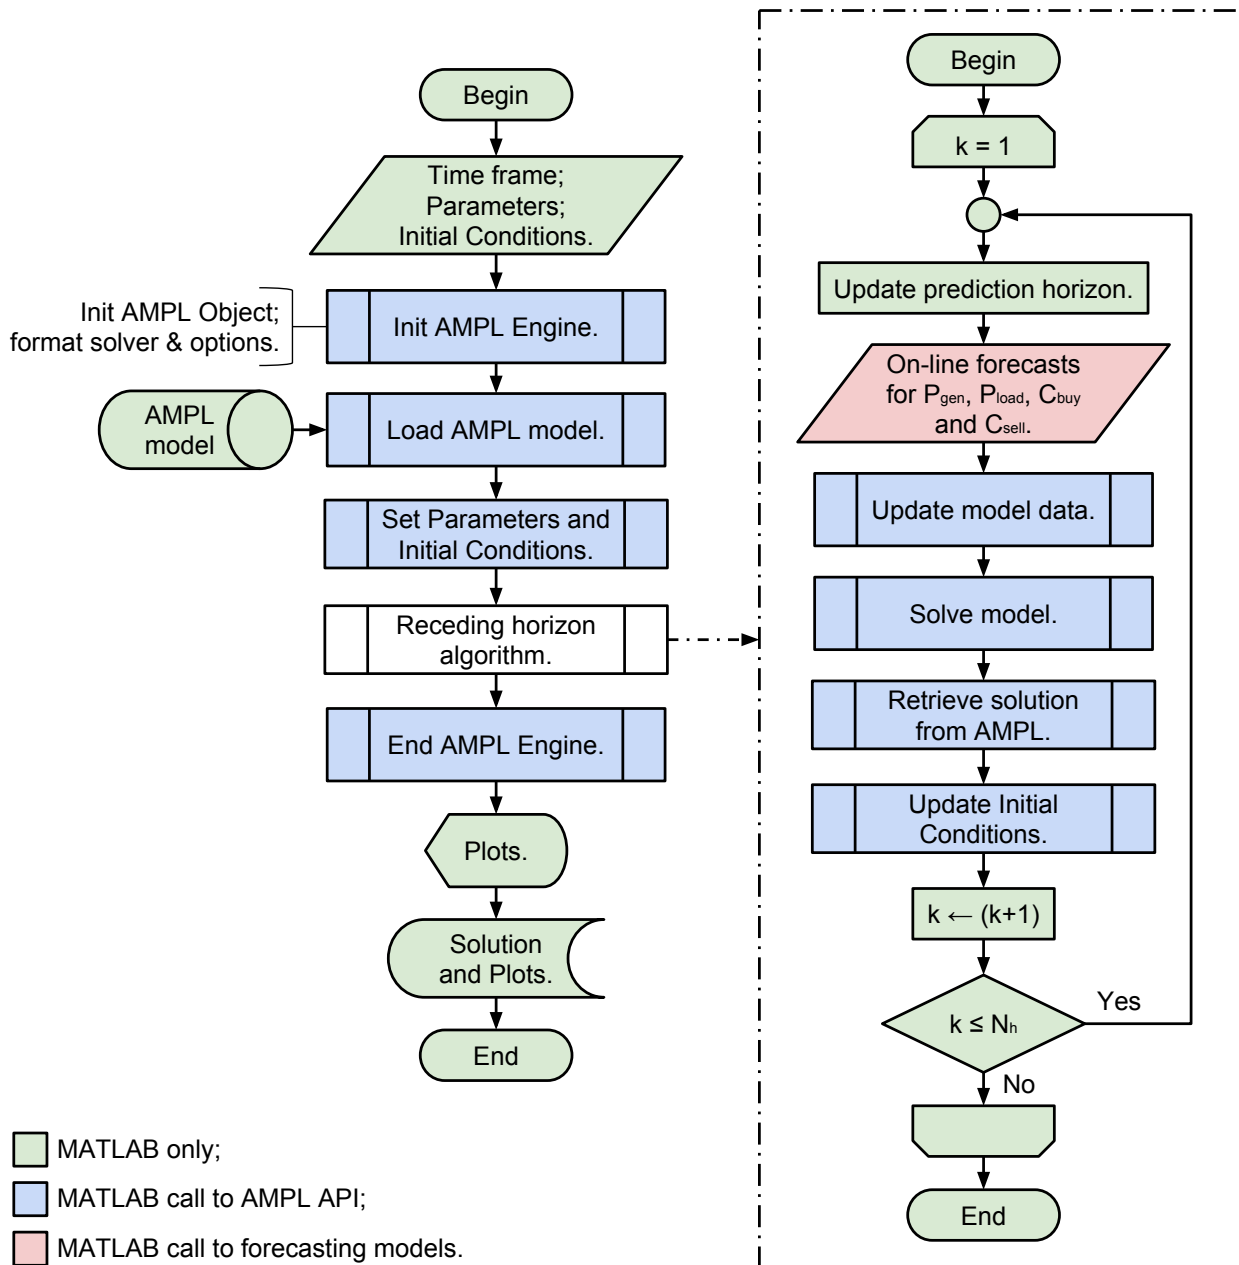 Begin
Time frame;
Parameters;
Initial Conditions.
Init AMPL Object;
format solver & options.
Init AMPL Engine.
AMPL
model
Load AMPL model.
Set Parameters and
Initial Conditions.
Receding horizon
algorithm.
End AMPL Engine.
Plots.
Solution
and Plots.
End
MATLAB only;
MATLAB call to AMPL API;
MATLAB call to forecasting models.
Begin
k = 1
Update prediction horizon.
On-line forecasts
for Pgen, Pload, Cbuy
and Csell.
Update model data.
Solve model.
Retrieve solution
from AMPL.
Update Initial
Conditions.
k ← (k+1)
k ≤ Nh
Yes
No
End